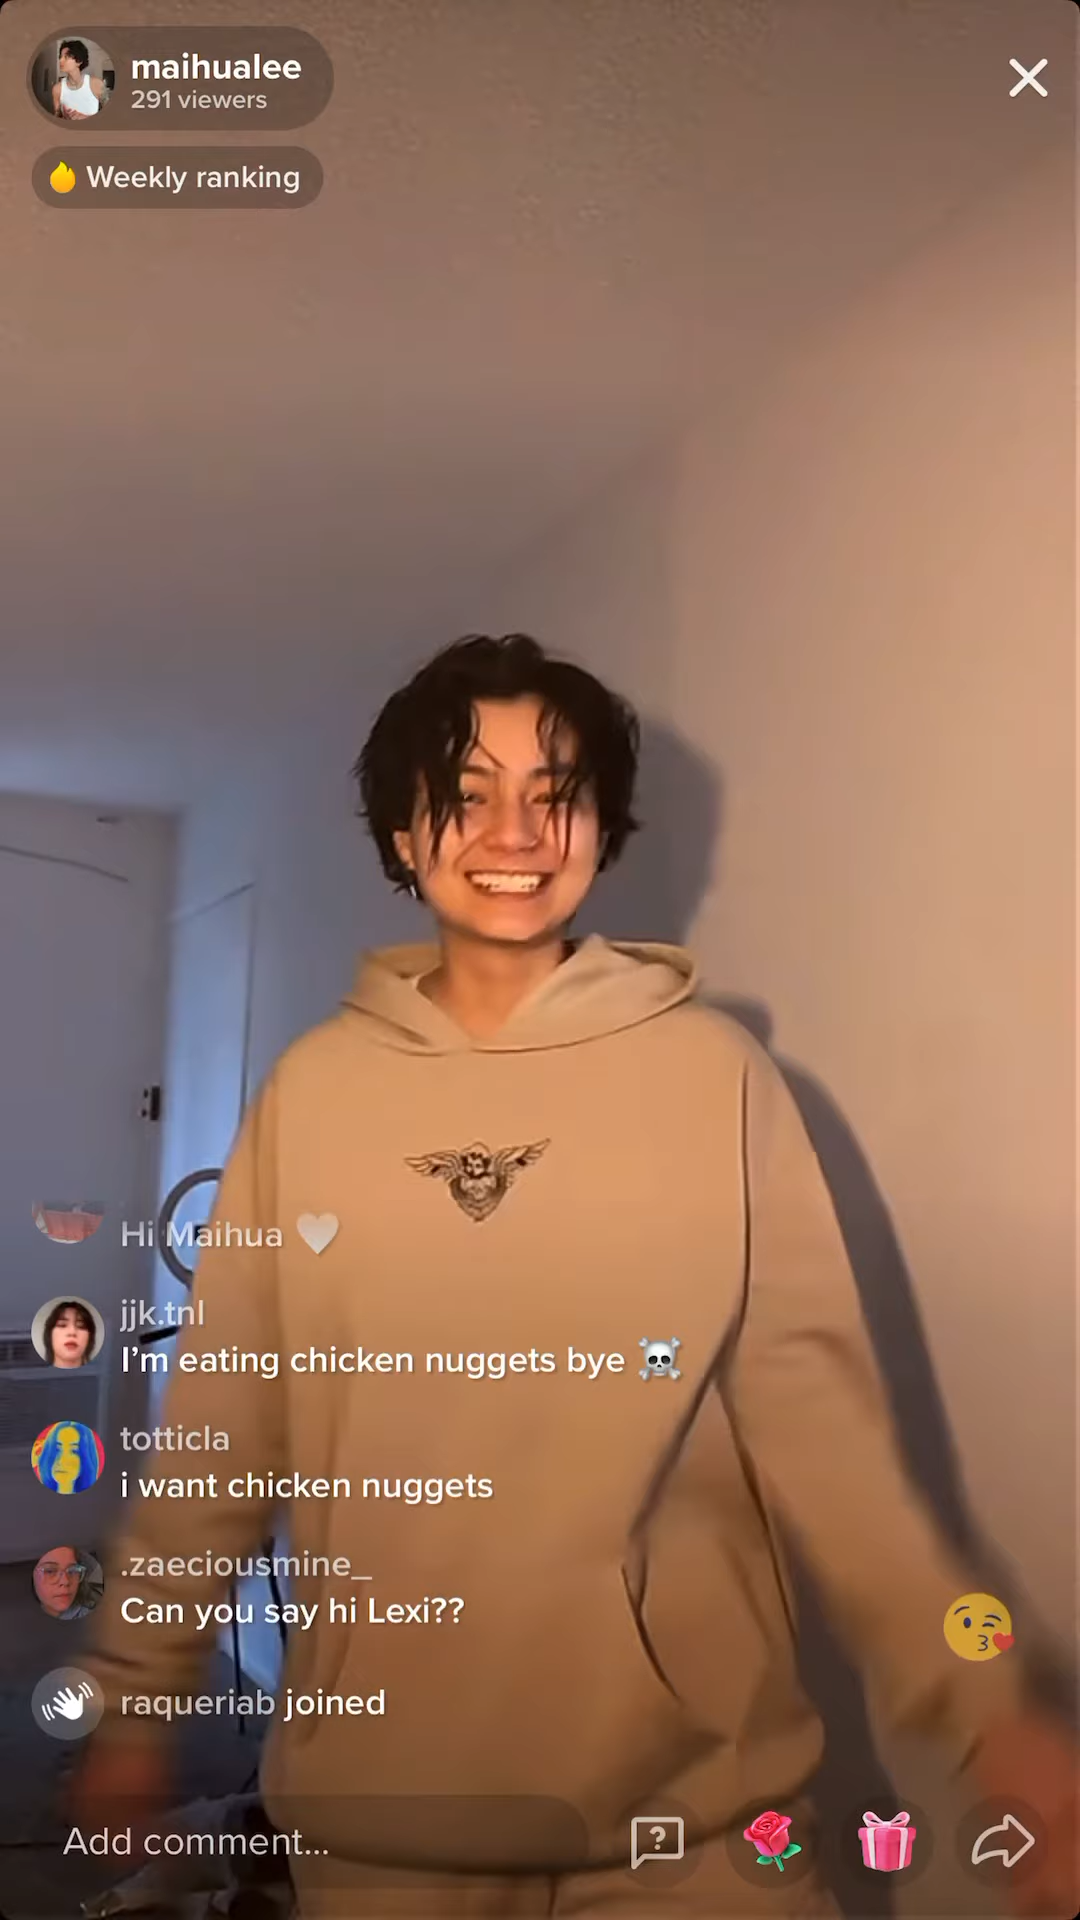 maihualee
291 viewers
Weekly ranking
Hi Maihua 🤍
jjk.tnl
I'm eating chicken nuggets bye ☠️
totticla
i want chicken nuggets
.zaeciousmine_
Can you say hi Lexi??
raqueriab joined
Add comment...